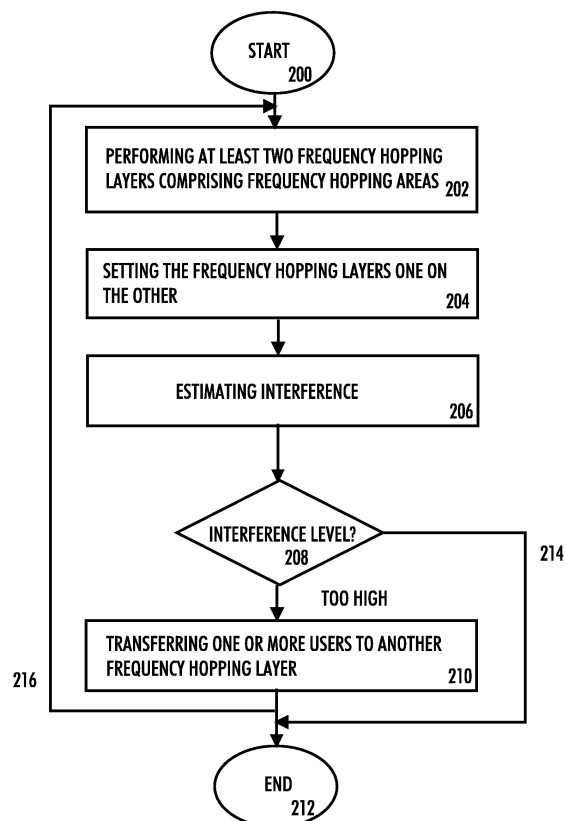 START
200
PERFORMING AT LEAST TWO FREQUENCY HOPPING
LAYERS COMPRISING FREQUENCY HOPPING AREAS 202
SETTING THE FREQUENCY HOPPING LAYERS ONE ON
THE OTHER
204
ESTIMATING INTERFERENCE
206
INTERFERENCE LEVEL?
208
214
TOO HIGH
TRANSFERRING ONE OR MORE USERS TO ANOTHER
FREQUENCY HOPPING LAYER
210
216
END
212